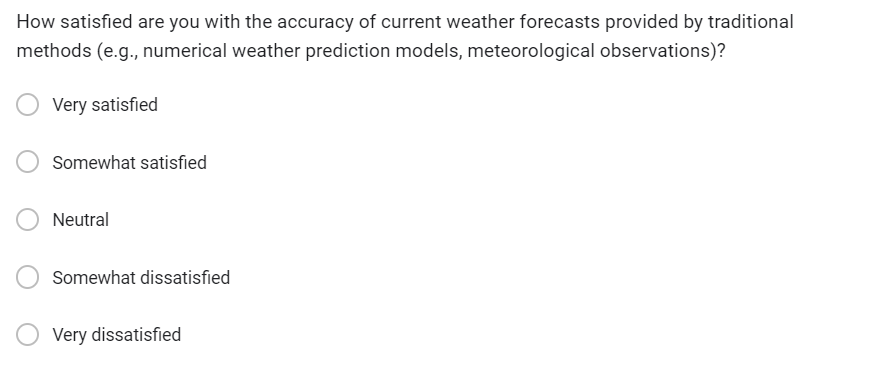 How satisfied are you with the accuracy of current weather forecasts provided by traditional
methods (e.g., numerical weather prediction models, meteorological observations)?
Very satisfied
Somewhat satisfied
Neutral
Somewhat dissatisfied
Very dissatisfied